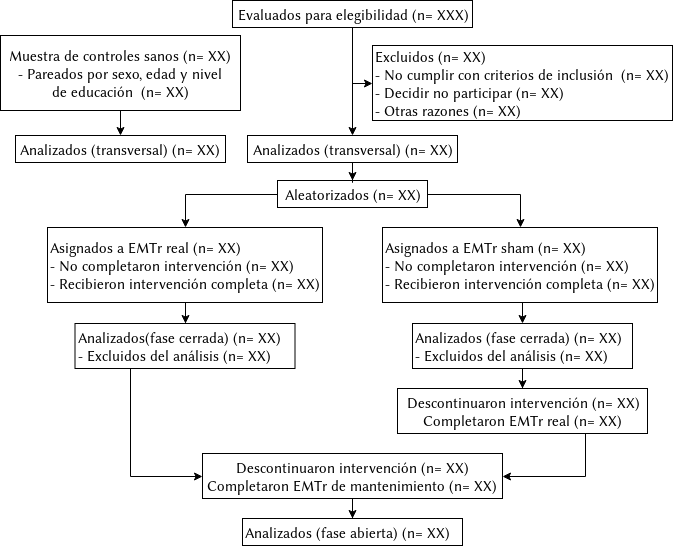 Evaluados para elegibilidad (n= XXX)
Muestra de controles sanos (n= XX)
- Pareados por sexo, edad y nivel
de educación (n= XX)
Excluidos (n= XX)
- No cumplir con criterios de inclusión (n= XX)
- Decidir no participar (n= XX)
- Otras razones (n= XX)
Analizados (transversal) (n= XX)
Analizados (transversal) (n= XX)
Aleatorizados (n= XX)
Asignados a EMTr real (n= XX)
- No completaron intervención (n= XX)
- Recibieron intervención completa (n= XX)
Asignados a EMTr sham (n= XX)
- No completaron intervención (n= XX)
- Recibieron intervención completa (n= XX)
Analizados(fase cerrada) (n= XX)
- Excluidos del análisis (n= XX)
Analizados (fase cerrada) (n= XX)
- Excluidos del análisis (n= XX)
Descontinuaron intervención (n= XX)
Completaron EMTr real (n= XX)
Descontinuaron intervención (n= XX)
Completaron EMTr de mantenimiento (n= XX)
Analizados (fase abierta) (n= XX)